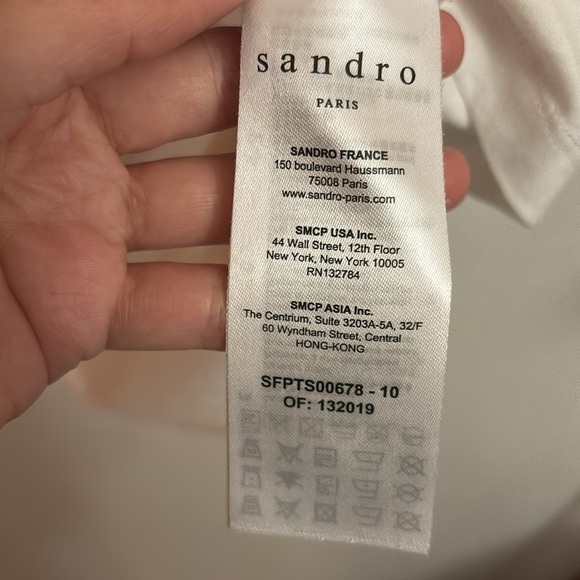 sandro
PARIS
SANDRO FRANCE
150 boulevard Haussmann
75008 Paris
www.sandro-paris.com
SMCP USA Inc.
44 Wall Street, 12th Floor
New York, New York 10005
RN132784
SMCP ASIA Inc.
The Centrium, Suite 3203A-5A, 32/F
60 Wyndham Street, Central
HONG-KONG
SFPTS00678 - 10
OF: 132019